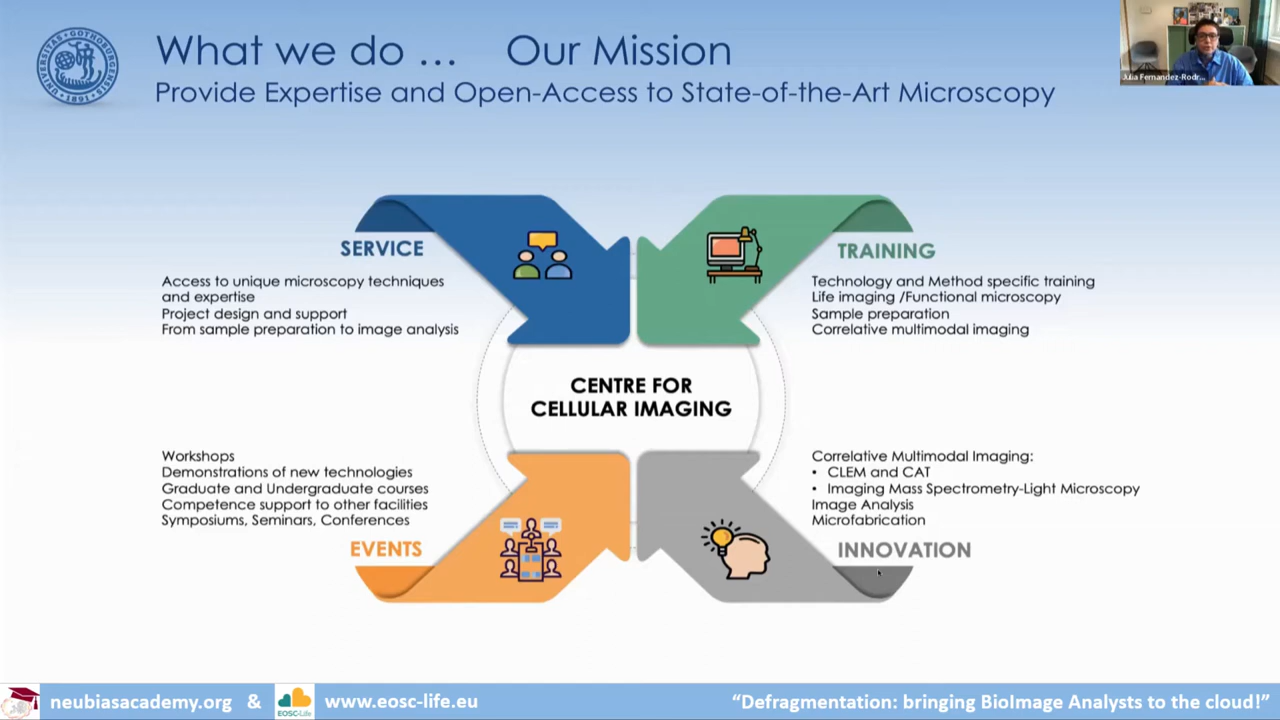 What we do ... Our Mission
Provide Expertise and Open-Access to State-of-the-Art Microscopy
Julia Fernandez-Rodr...
SERVICE
Access to unique microscopy techniques
and expertise
Project design and support
From sample preparation to image analysis
TRAINING
Technology and Method specific training
Life imaging /Functional microscopy
Sample preparation
Correlative multimodal imaging
CENTRE FOR
CELLULAR IMAGING
Workshops
Demonstrations of new technologies
Graduate and Undergraduate courses
Competence support to other facilities
Symposiums, Seminars, Conferences
EVENTS
Correlative Multimodal Imaging:
• CLEM and CAT
• Imaging Mass Spectrometry-Light Microscopy
Image Analysis
Microfabrication
INNOVATION
neubiasacademy.org & EOSC-Life www.eosc-life.eu
“Defragmentation: bringing BioImage Analysts to the cloud!”